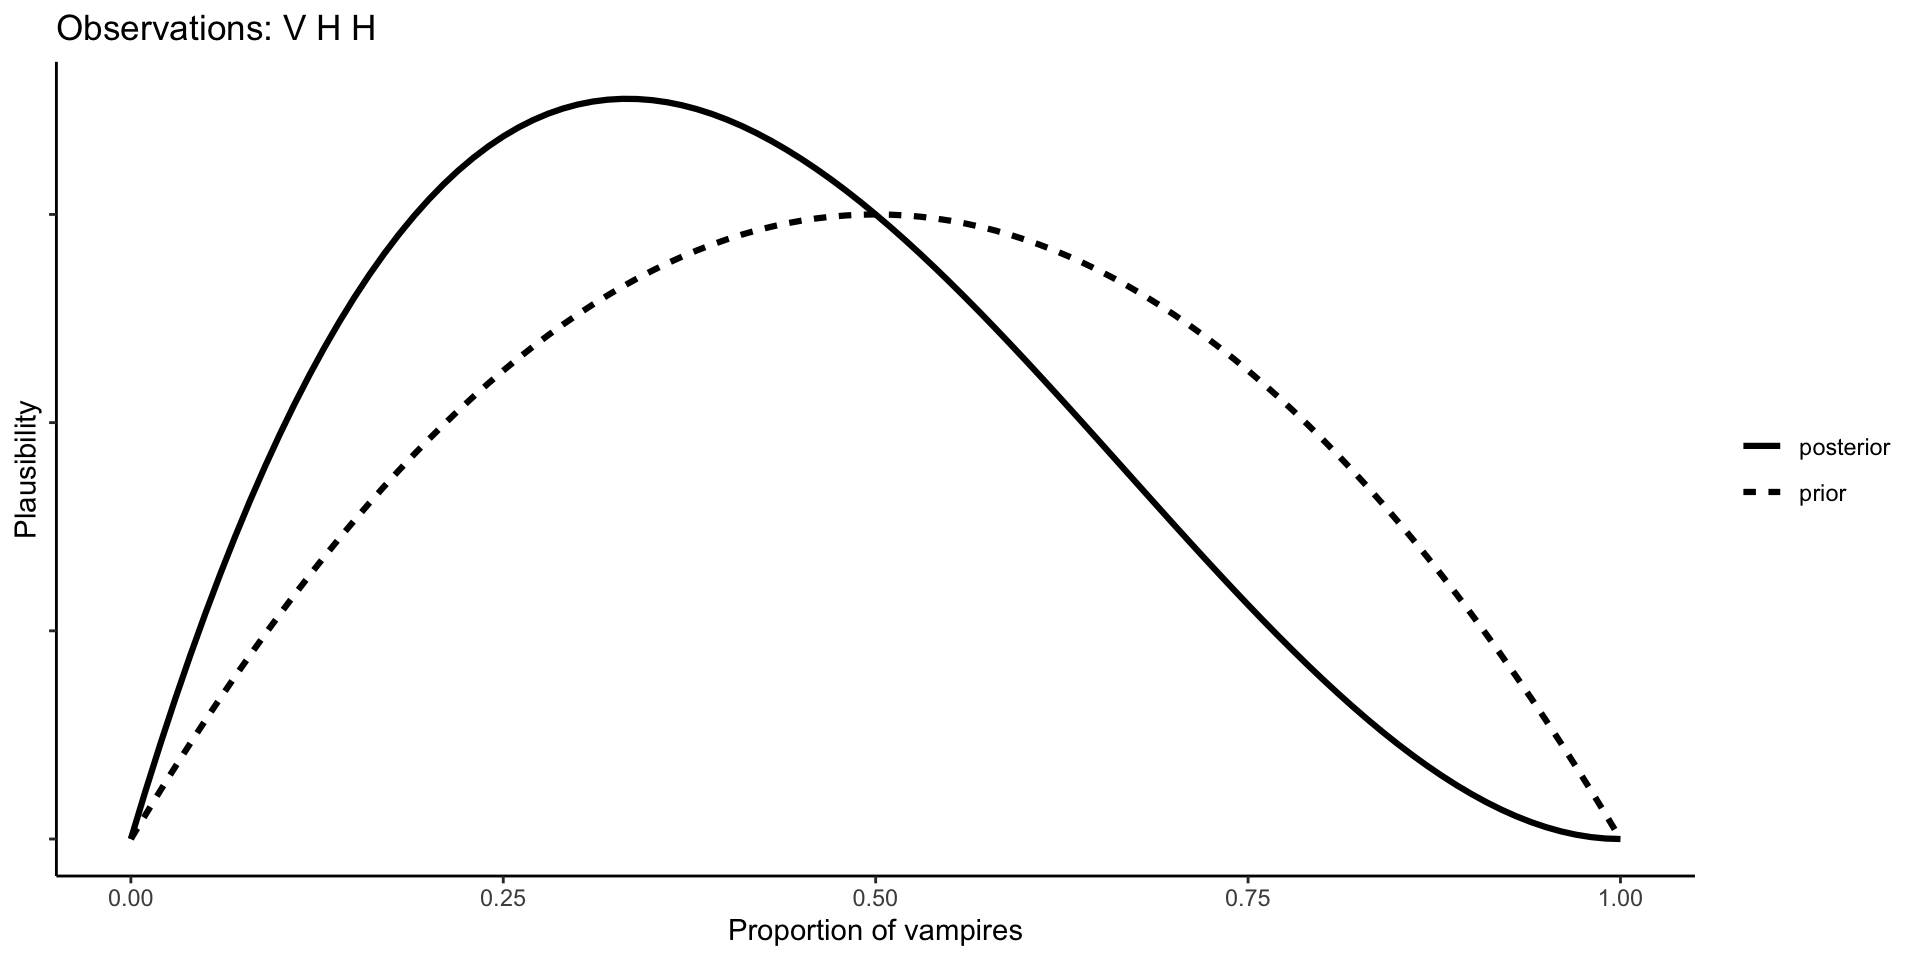 Observations: V H H
Plausibility
posterior
prior
0.00 0.25 0.50 0.75 1.00
Proportion of vampires